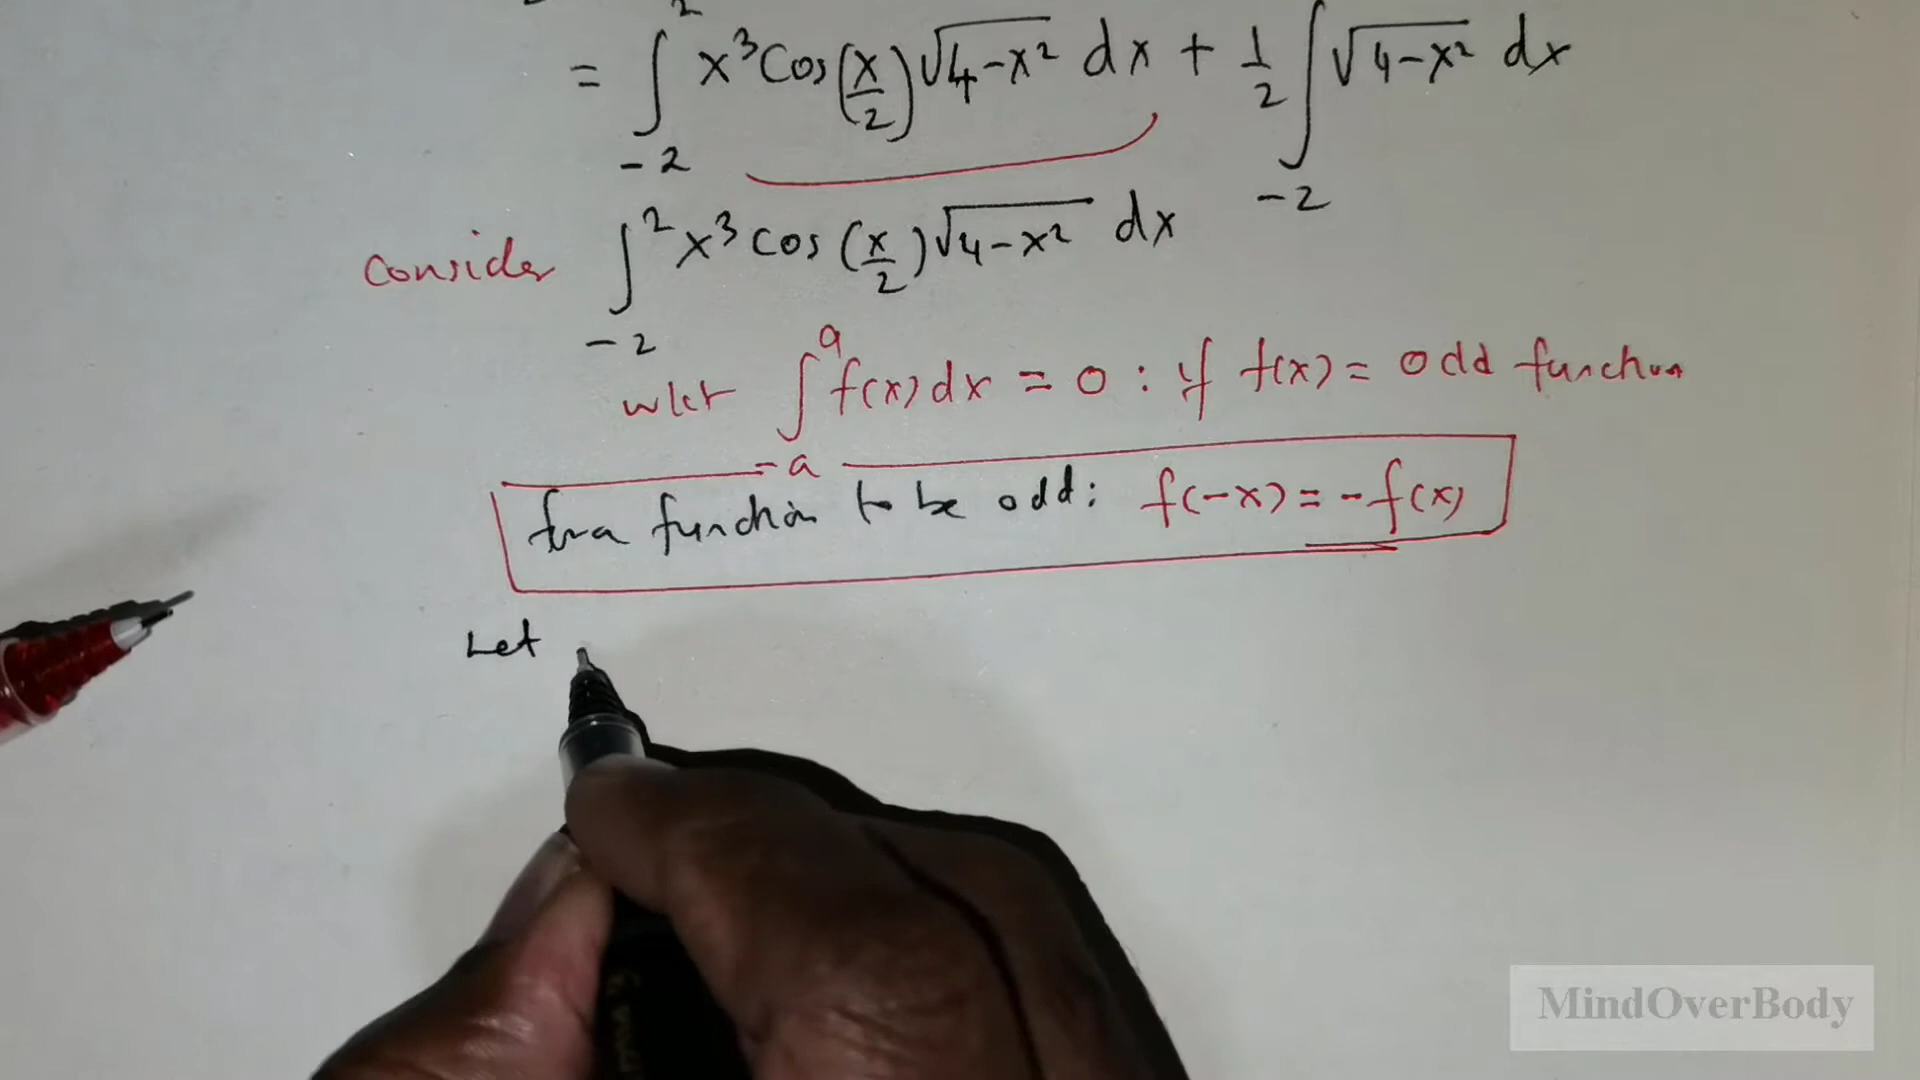 = ∫_{-2}^{2} x³ Cos(x/2) √(4-x²) dx + 1/2 ∫_{-2} √(4-x²) dx
Consider ∫_{-2}^{2} x³ cos(x/2) √(4-x²) dx
wkt ∫_{-a}^{a} f(x) dx = 0 : if f(x) = odd function
for a function to be odd: f(-x) = -f(x)
Let
MindOverBody